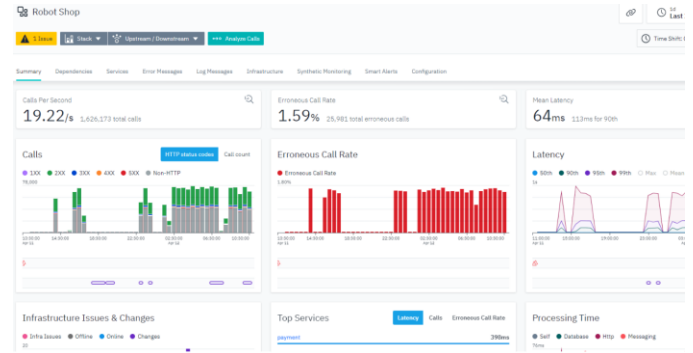 Robot Shop
1d
Last
1 Issue
Stack
Upstream / Downstream
Analyze Calls
Time Shift:
Summary
Dependencies
Services
Error Messages
Log Messages
Infrastructure
Synthetic Monitoring
Smart Alerts
Configuration
Calls Per Second
19.22/s 1,626,173 total calls
Erroneous Call Rate
1.59% 25,981 total erroneous calls
Mean Latency
64ms 113ms for 90th
Calls
HTTP status codes
Call count
1XX 2XX 3XX 4XX 5XX Non-HTTP
Erroneous Call Rate
Erroneous Call Rate
Latency
50th 90th 95th 99th Max Mean
Infrastructure Issues & Changes
Infra Issues Offline Online Changes
20
Top Services
Latency
Calls
Erroneous Call Rate
payment 298ms
Processing Time
Self Database Http Messaging